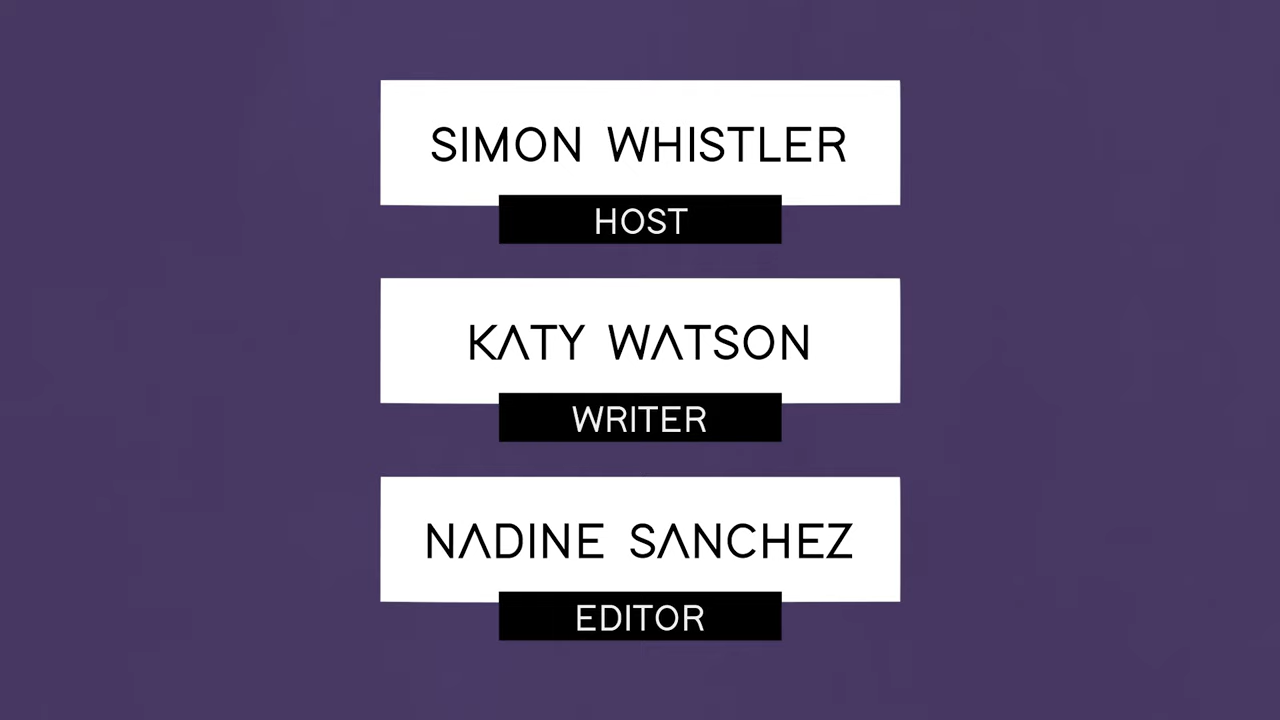 SIMON WHISTLER
HOST
KATY WATSON
WRITER
NADINE SANCHEZ
EDITOR